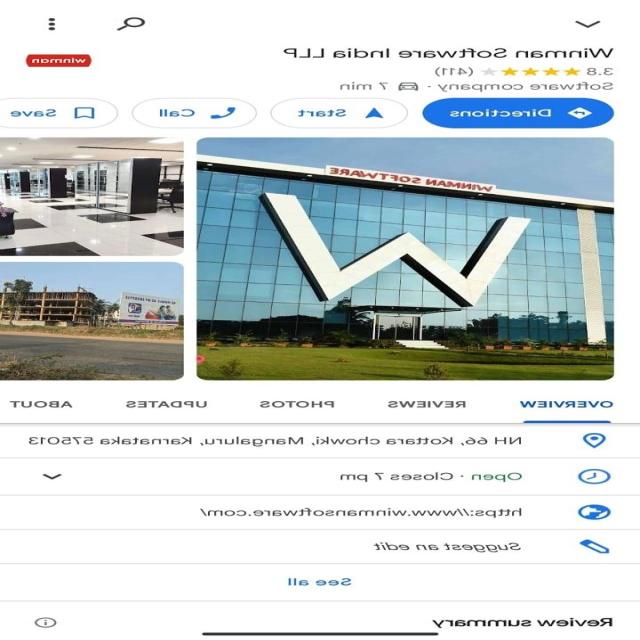 Winman Software India LLP
winman
3.8 (411)
Software company · 7 min
Directions
Start
Call
Save
WINMAN SOFTWARE
OVERVIEW
REVIEWS
PHOTOS
UPDATES
ABOUT
NH 66, Kottara chowki, Mangaluru, Karnataka 575013
Open · Closes 7 pm
https://www.winmansoftware.com/
Suggest an edit
See all
Review summary